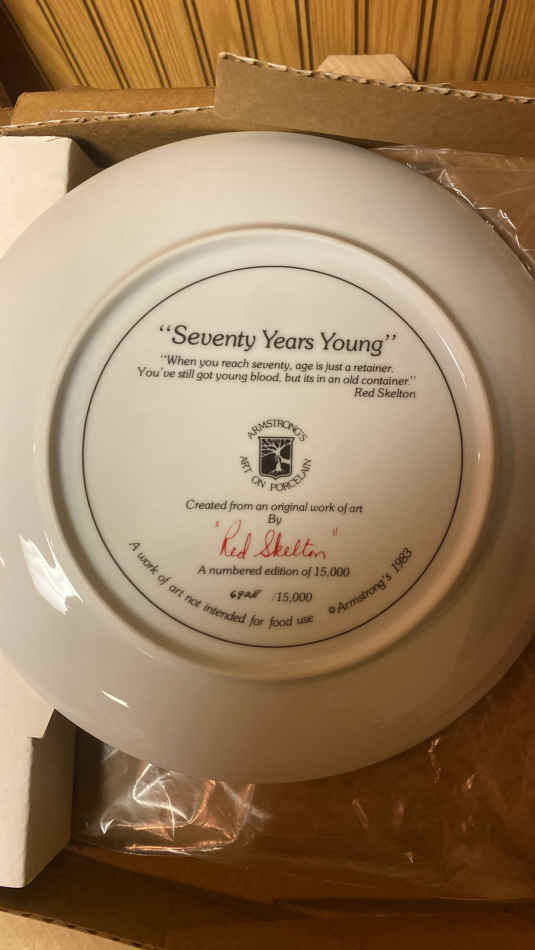 “Seventy Years Young”
“When you reach seventy, age is just a retainer.
You've still got young blood, but its in an old container.”
Red Skelton
ARMSTRONG'S
ART ON PORCELAIN
Created from an original work of art
By
"Red Skelton"
A numbered edition of 15,000
/15,000
A work of art not intended for food use
© Armstrong's 1983